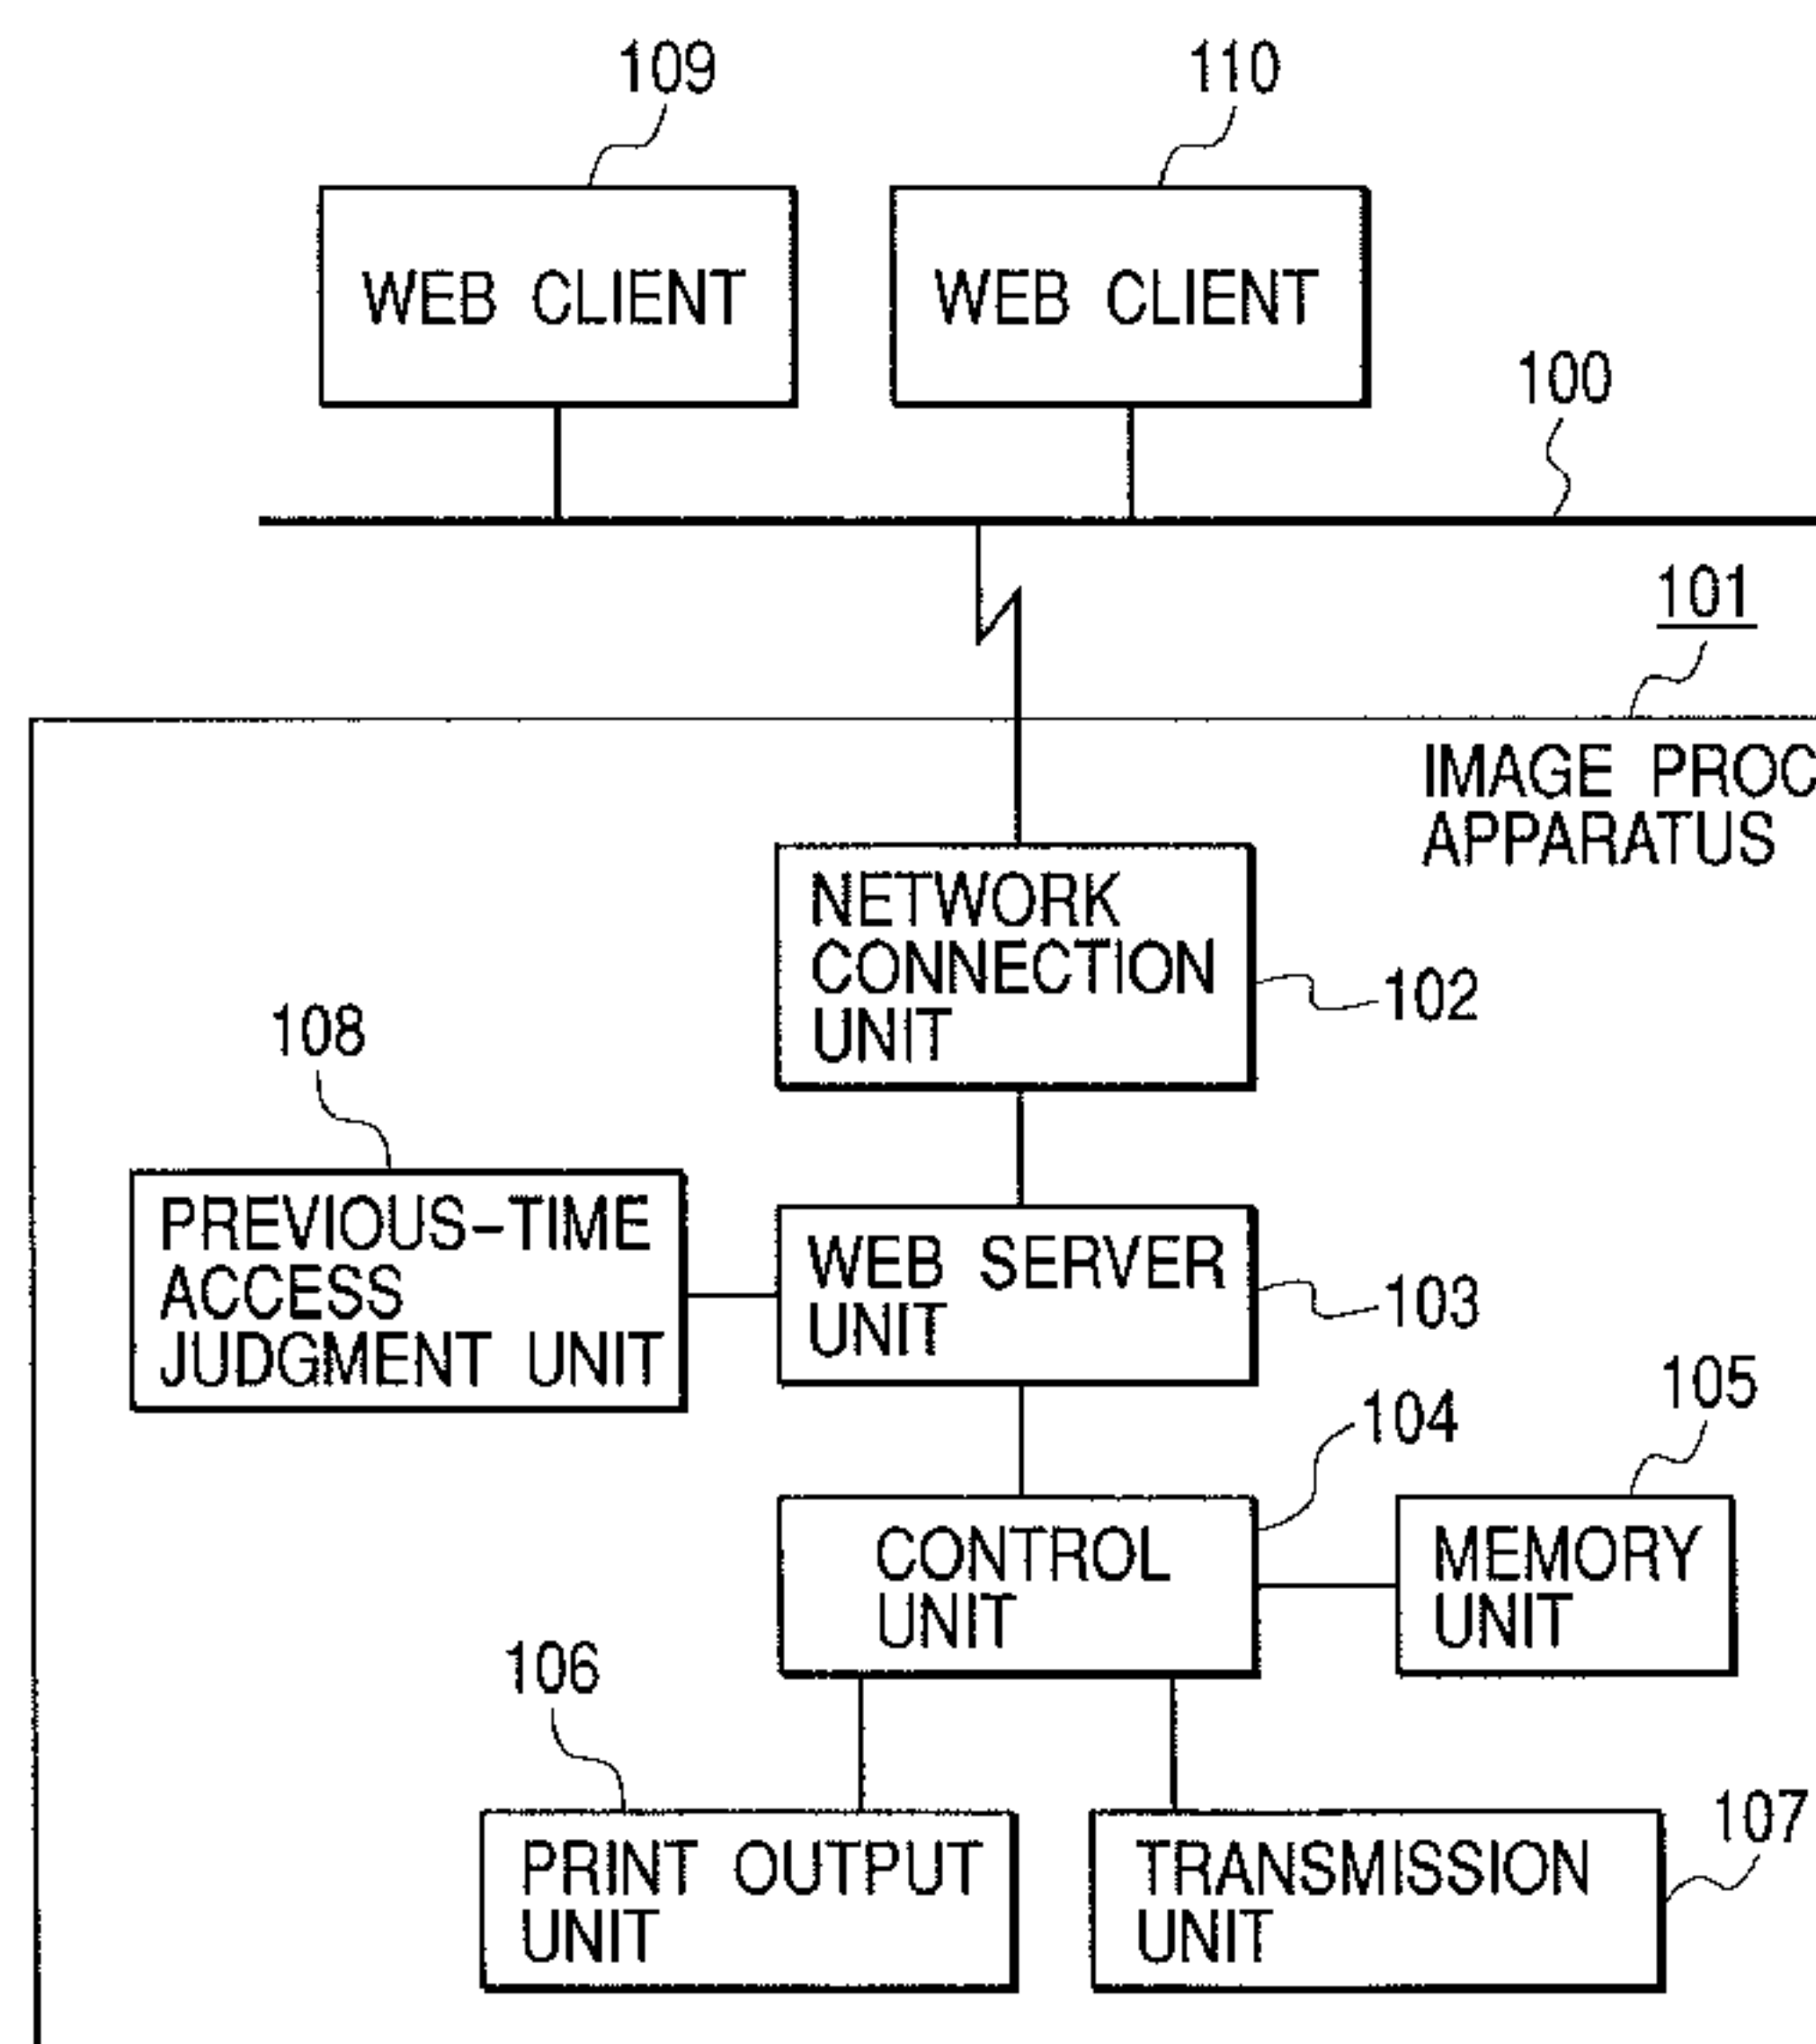 109
110
WEB CLIENT
WEB CLIENT
100
101
IMAGE PROC
APPARATUS
NETWORK
CONNECTION
UNIT
102
108
PREVIOUS-TIME
ACCESS
JUDGMENT UNIT
WEB SERVER
UNIT
103
104
105
CONTROL
UNIT
MEMORY
UNIT
106
107
PRINT OUTPUT
UNIT
TRANSMISSION
UNIT